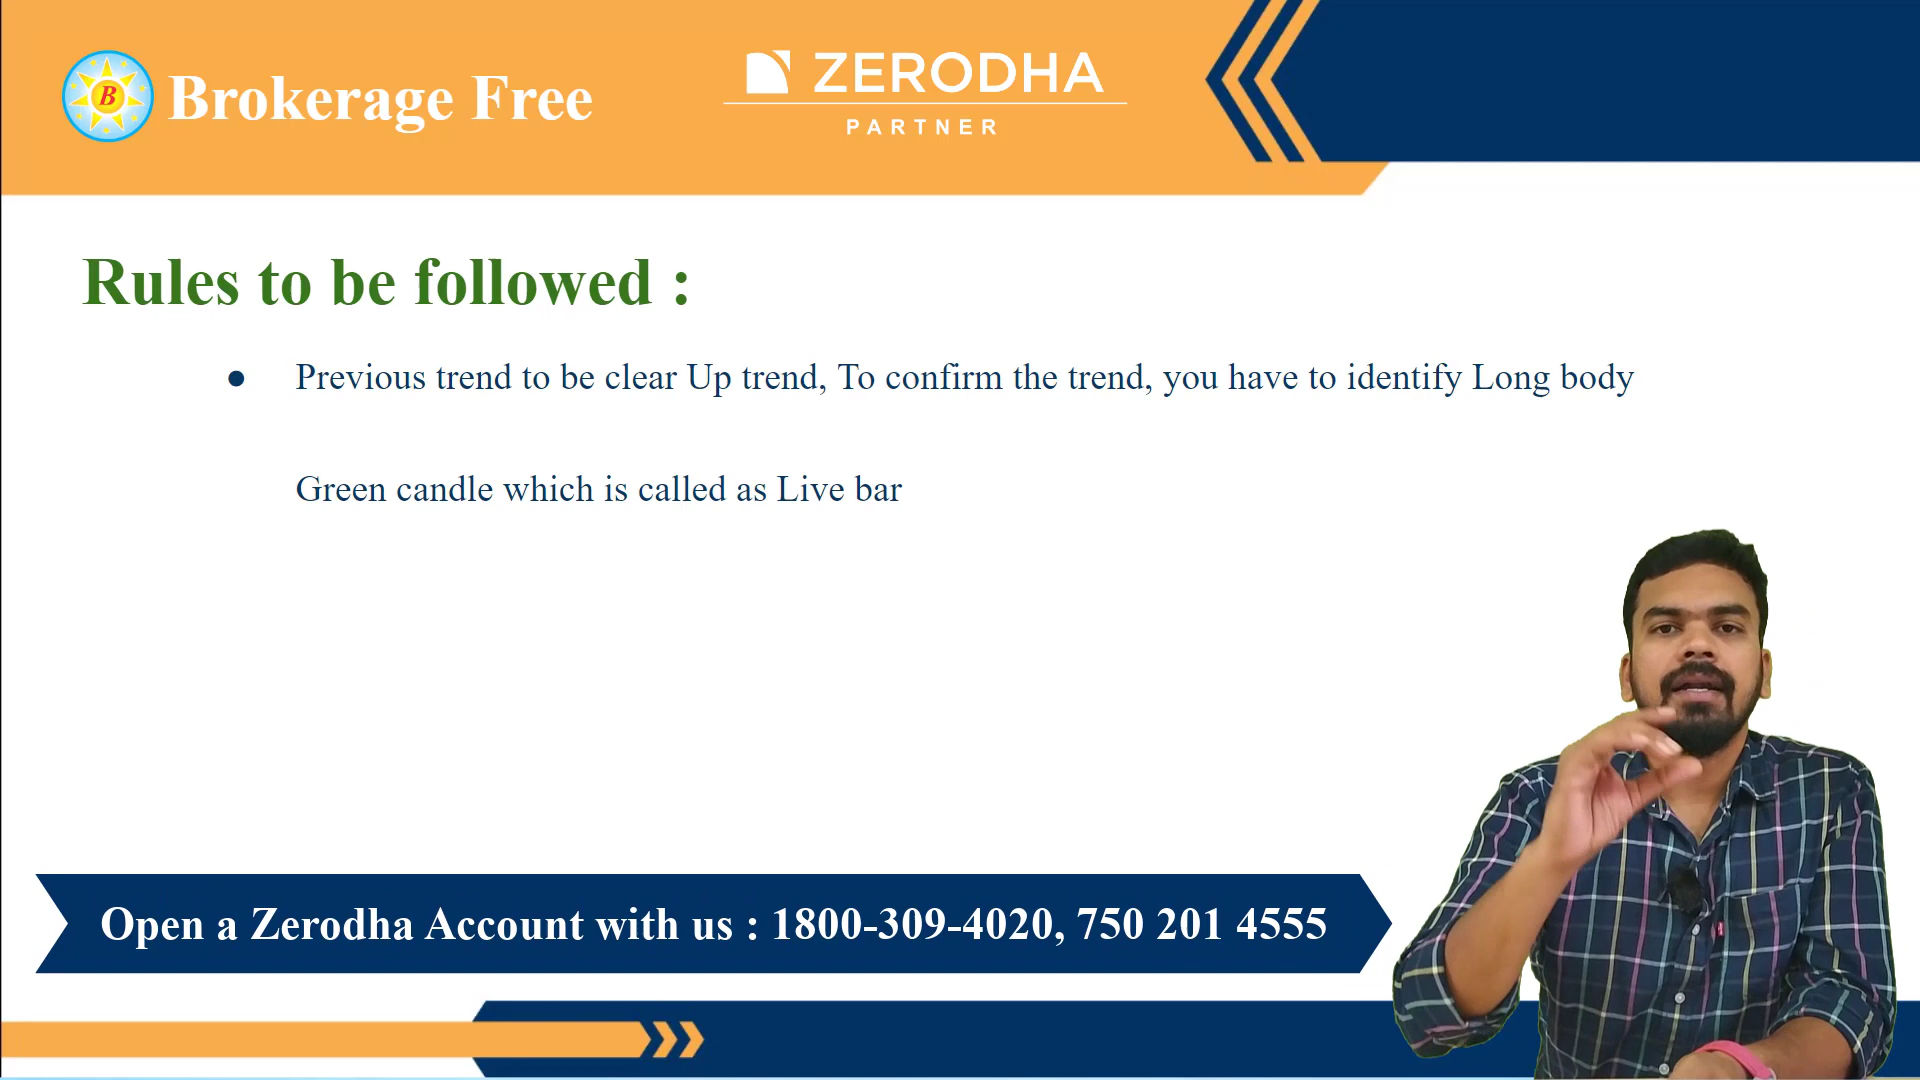 B Brokerage Free
ZERODHA
PARTNER
Rules to be followed :
● Previous trend to be clear Up trend, To confirm the trend, you have to identify Long body
Green candle which is called as Live bar
Open a Zerodha Account with us : 1800-309-4020, 750 201 4555